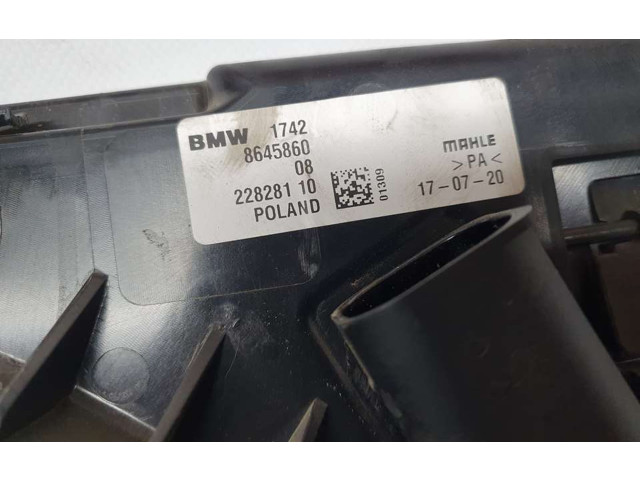 BMW 1742
8645860
08
228281 10
POLAND
01309
MAHLE
>PA<
17-07-20